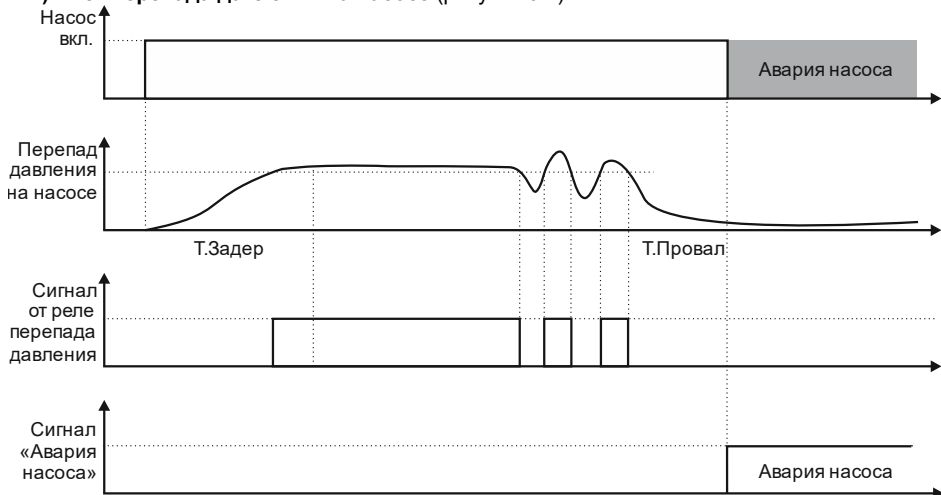 Насос
вкл.
Авария насоса
Перепад
давления
на насосе
Т.Задер
Т.Провал
Сигнал
от реле
перепада
давления
Сигнал
«Авария
насоса»
Авария насоса